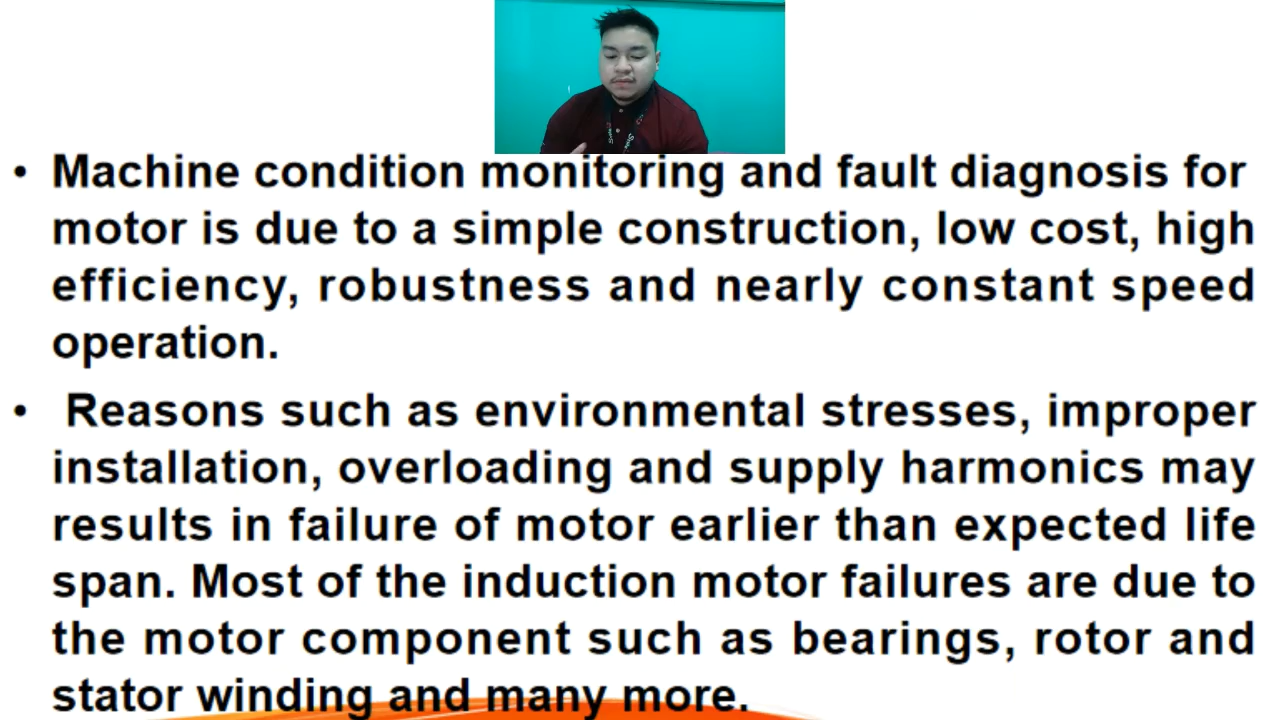 • Machine condition monitoring and fault diagnosis for
motor is due to a simple construction, low cost, high
efficiency, robustness and nearly constant speed
operation.
• Reasons such as environmental stresses, improper
installation, overloading and supply harmonics may
results in failure of motor earlier than expected life
span. Most of the induction motor failures are due to
the motor component such as bearings, rotor and
stator winding and many more.